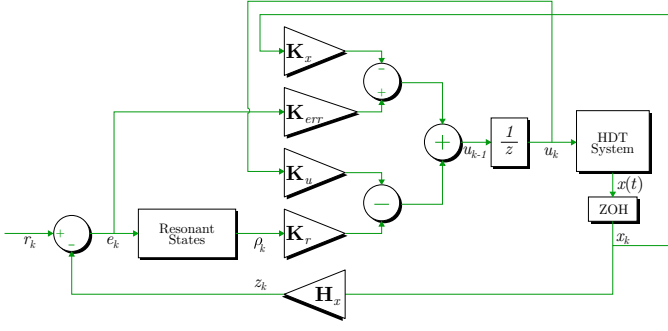 K_x
-
+
K_err
+
u_{k-1}
1
z
u_k
HDT
System
x(t)
K_u
−
ZOH
r_k
+
-
e_k
Resonant
States
ρ_k
K_r
x_k
z_k
H_x